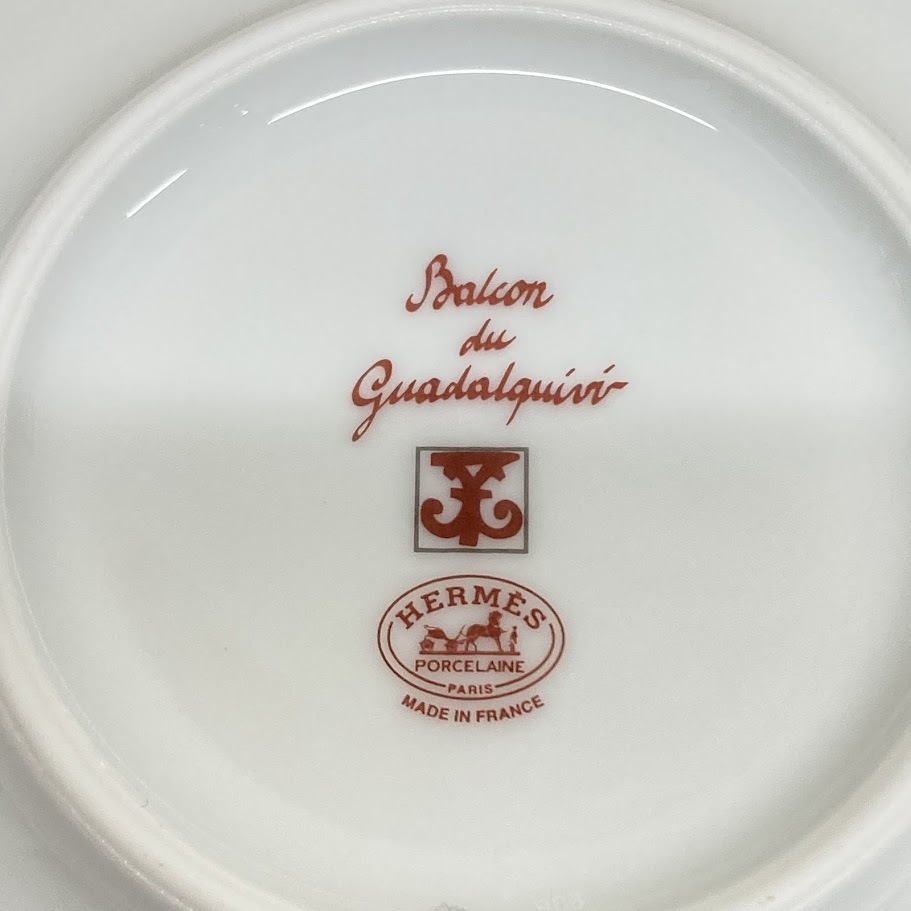 Balcon
du
Guadalquivir
HERMÈS
PORCELAINE
PARIS
MADE IN FRANCE